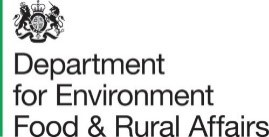 Department
for Environment
Food & Rural Affairs